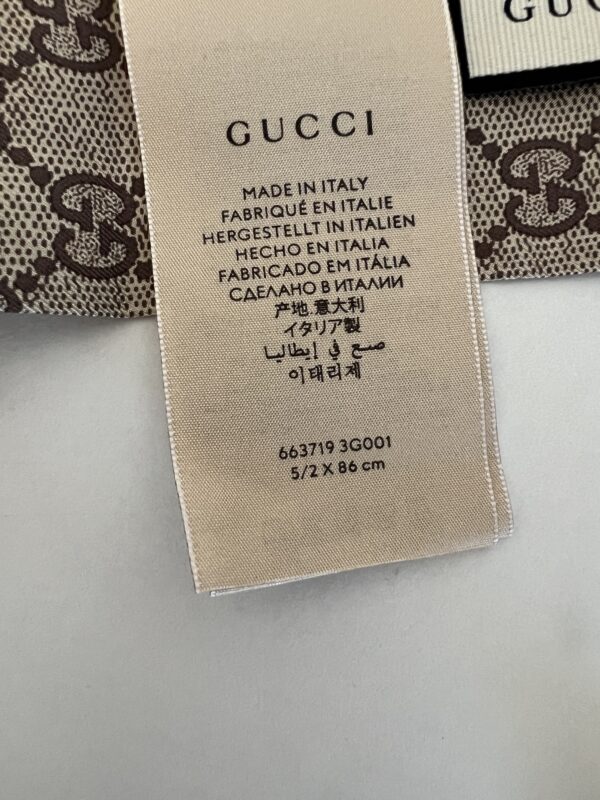 GUC
GUCCI
MADE IN ITALY
FABRIQUÉ EN ITALIE
HERGESTELLT IN ITALIEN
HECHO EN ITALIA
FABRICADO EM ITÁLIA
СДЕЛАНО В ИТАЛИИ
产地.意大利
イタリア製
صنع في إيطاليا
이태리제
663719 3G001
5/2 X 86 cm